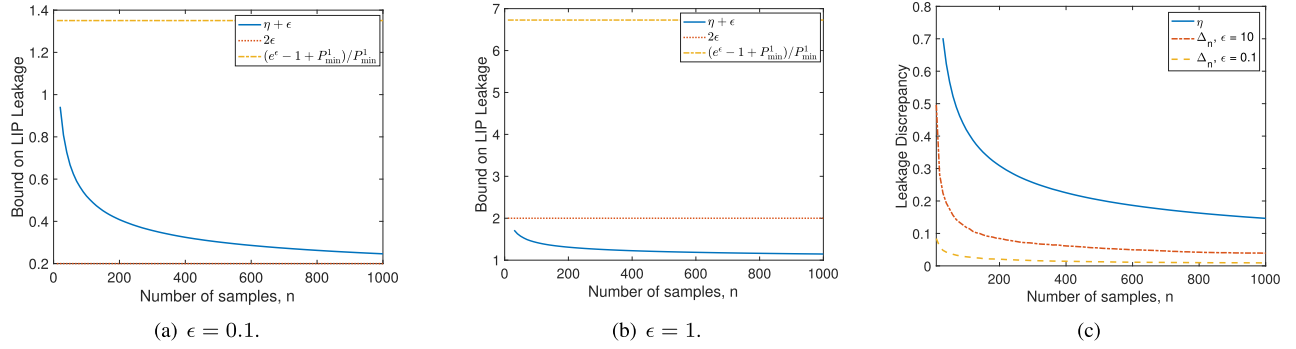 1.4
1.2
1
0.8
0.6
0.4
0.2
0
200
400
600
800
1000
Bound on LIP Leakage
Number of samples, n
η + ϵ
2ϵ
(e^ϵ − 1 + P^1_min)/P^1_min
(a) ϵ = 0.1.
7
6
5
4
3
2
1
0
200
400
600
800
1000
Bound on LIP Leakage
Number of samples, n
η + ϵ
2ϵ
(e^ϵ − 1 + P^1_min)/P^1_min
(b) ϵ = 1.
0.8
0.7
0.6
0.5
0.4
0.3
0.2
0.1
0
200
400
600
800
1000
Leakage Discrepancy
Number of samples, n
η
Δ_n, ϵ = 10
Δ_n, ϵ = 0.1
(c)